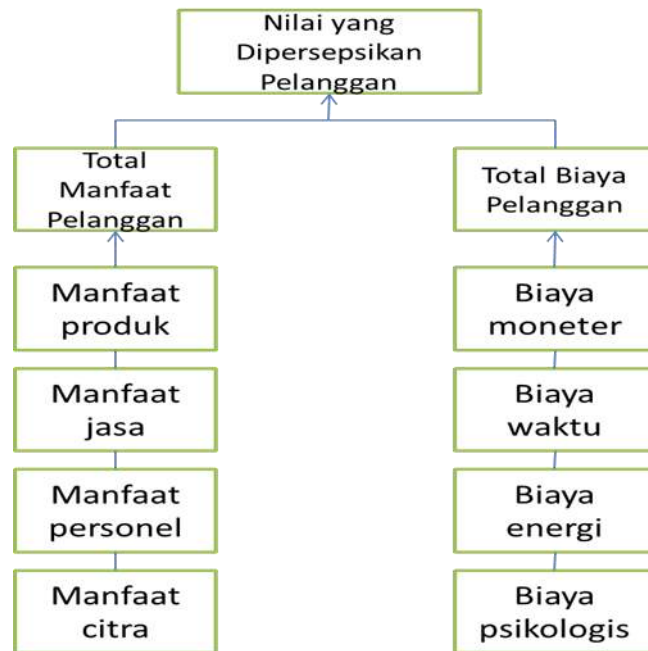 Nilai yang
Dipersepsikan
Pelanggan
Total
Manfaat
Pelanggan
Total Biaya
Pelanggan
Manfaat
produk
Biaya
moneter
Manfaat
jasa
Biaya
waktu
Manfaat
personel
Biaya
energi
Manfaat
citra
Biaya
psikologis